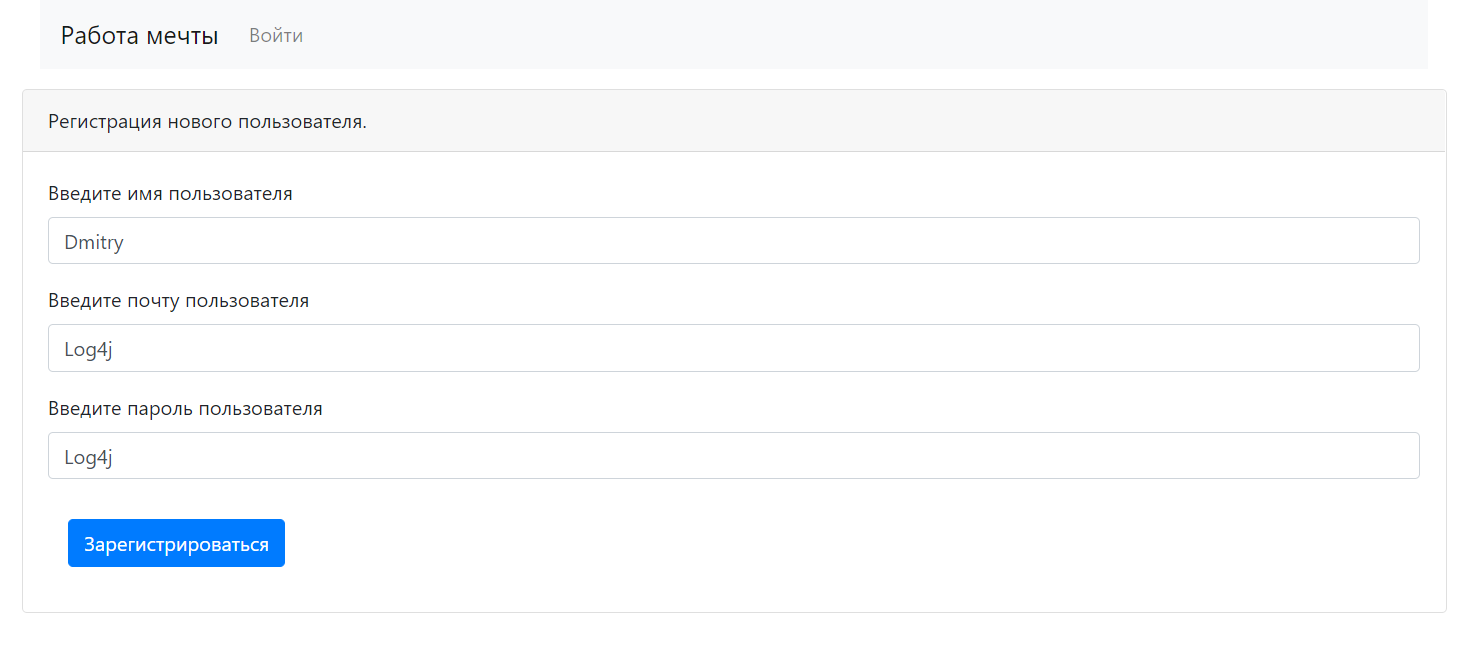 Работа мечты Войти
Регистрация нового пользователя.
Введите имя пользователя
Dmitry
Введите почту пользователя
Log4j
Введите пароль пользователя
Log4j
Зарегистрироваться